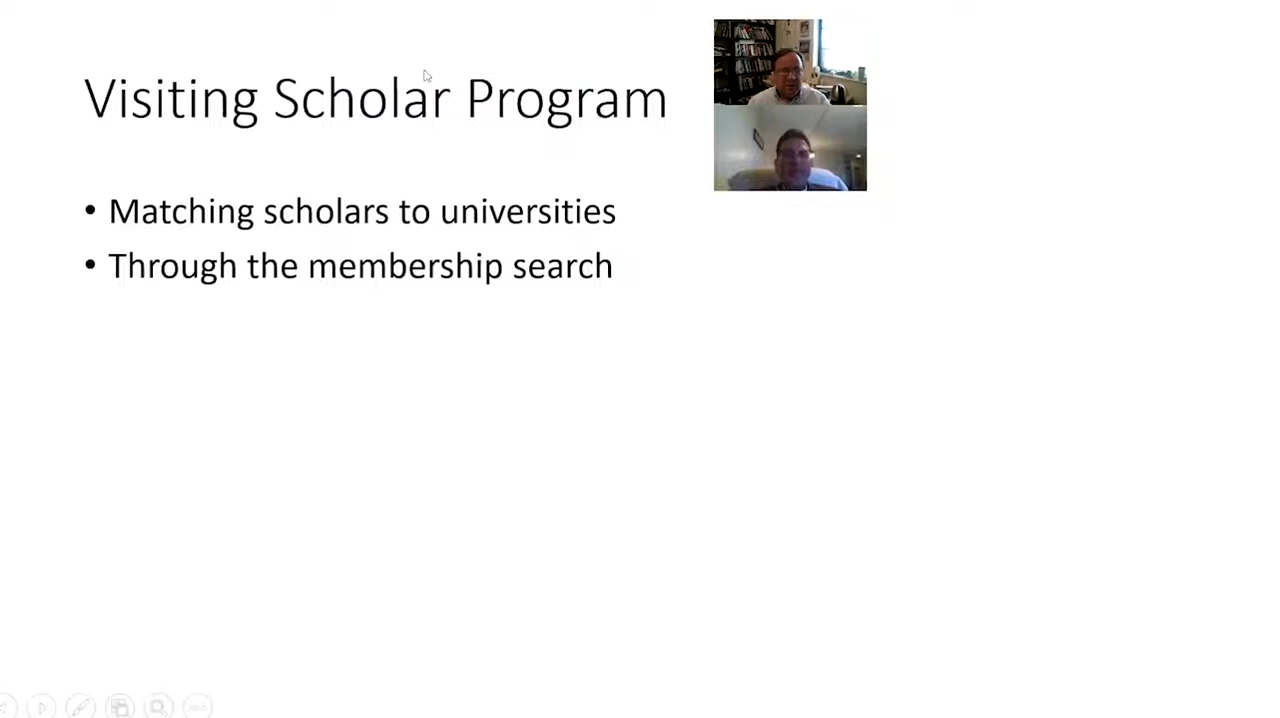 Visiting Scholar Program
• Matching scholars to universities
• Through the membership search